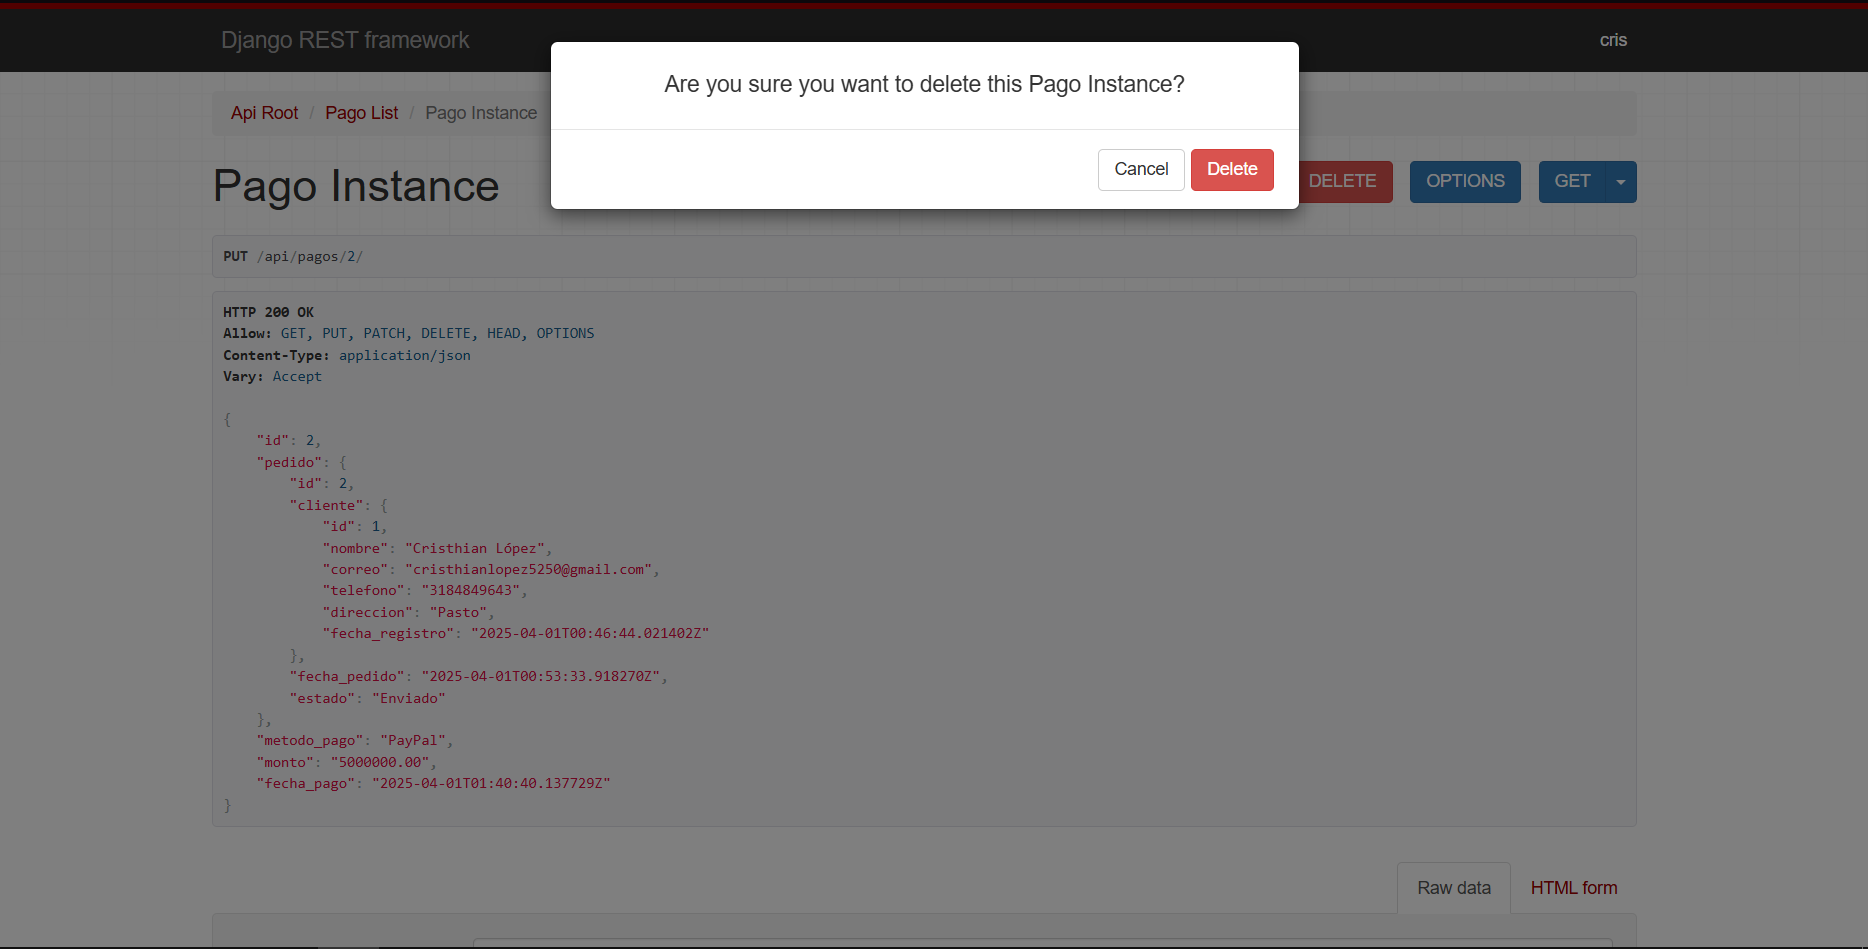 Django REST framework
cris
Are you sure you want to delete this Pago Instance?
Cancel
Delete
Api Root / Pago List / Pago Instance
Pago Instance
DELETE
OPTIONS
GET
PUT /api/pagos/2/
HTTP 200 OK
Allow: GET, PUT, PATCH, DELETE, HEAD, OPTIONS
Content-Type: application/json
Vary: Accept
{
    "id": 2,
    "pedido": {
        "id": 2,
        "cliente": {
            "id": 1,
            "nombre": "Cristhian López",
            "correo": "cristhianlopez5250@gmail.com",
            "telefono": "3184849643",
            "direccion": "Pasto",
            "fecha_registro": "2025-04-01T00:46:44.021402Z"
        },
        "fecha_pedido": "2025-04-01T00:53:33.918270Z",
        "estado": "Enviado"
    },
    "metodo_pago": "PayPal",
    "monto": "5000000.00",
    "fecha_pago": "2025-04-01T01:40:40.137729Z"
}
Raw data
HTML form